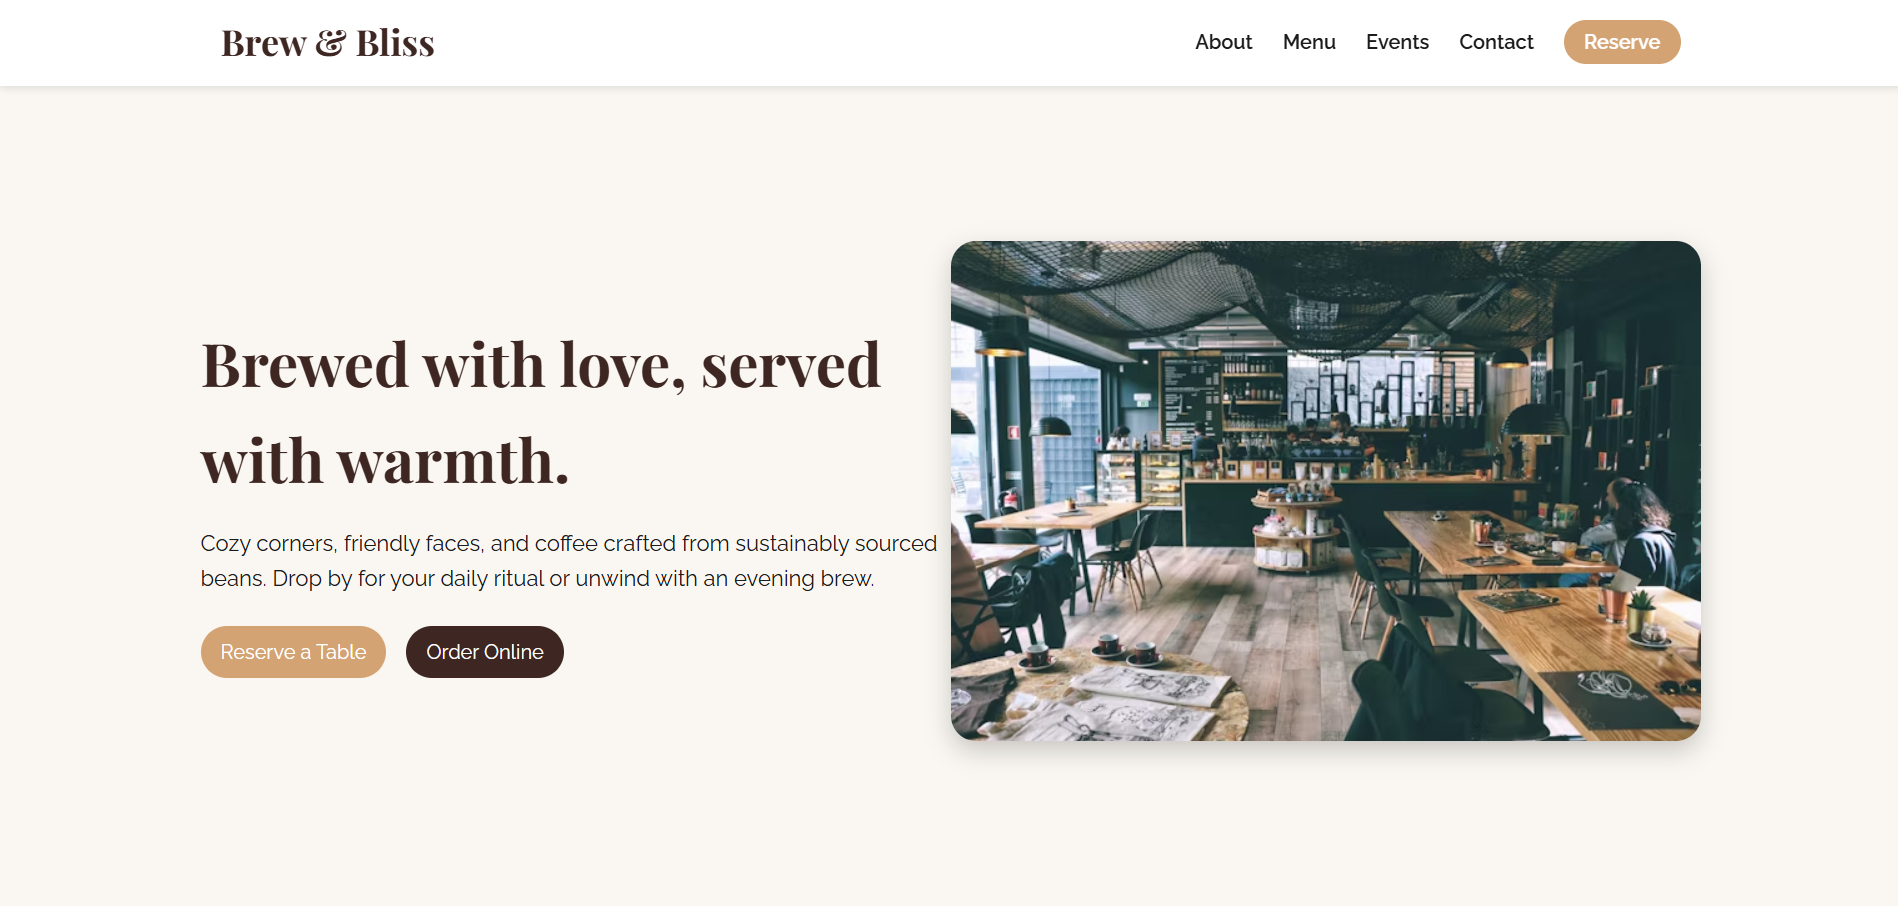 Brew & Bliss
About
Menu
Events
Contact
Reserve
Brewed with love, served
with warmth.
Cozy corners, friendly faces, and coffee crafted from sustainably sourced
beans. Drop by for your daily ritual or unwind with an evening brew.
Reserve a Table
Order Online